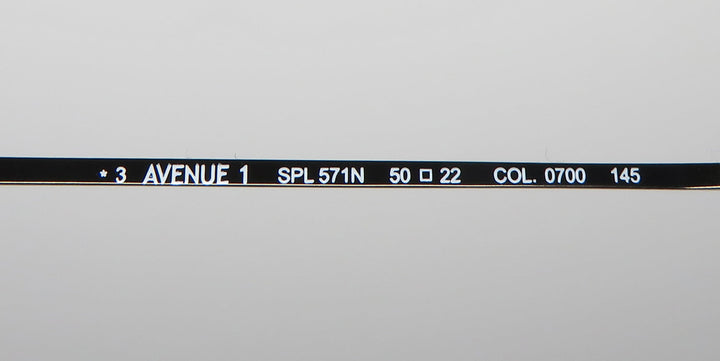 * 3 AVENUE 1 SPL 571N 50 □ 22 COL. 0700 145